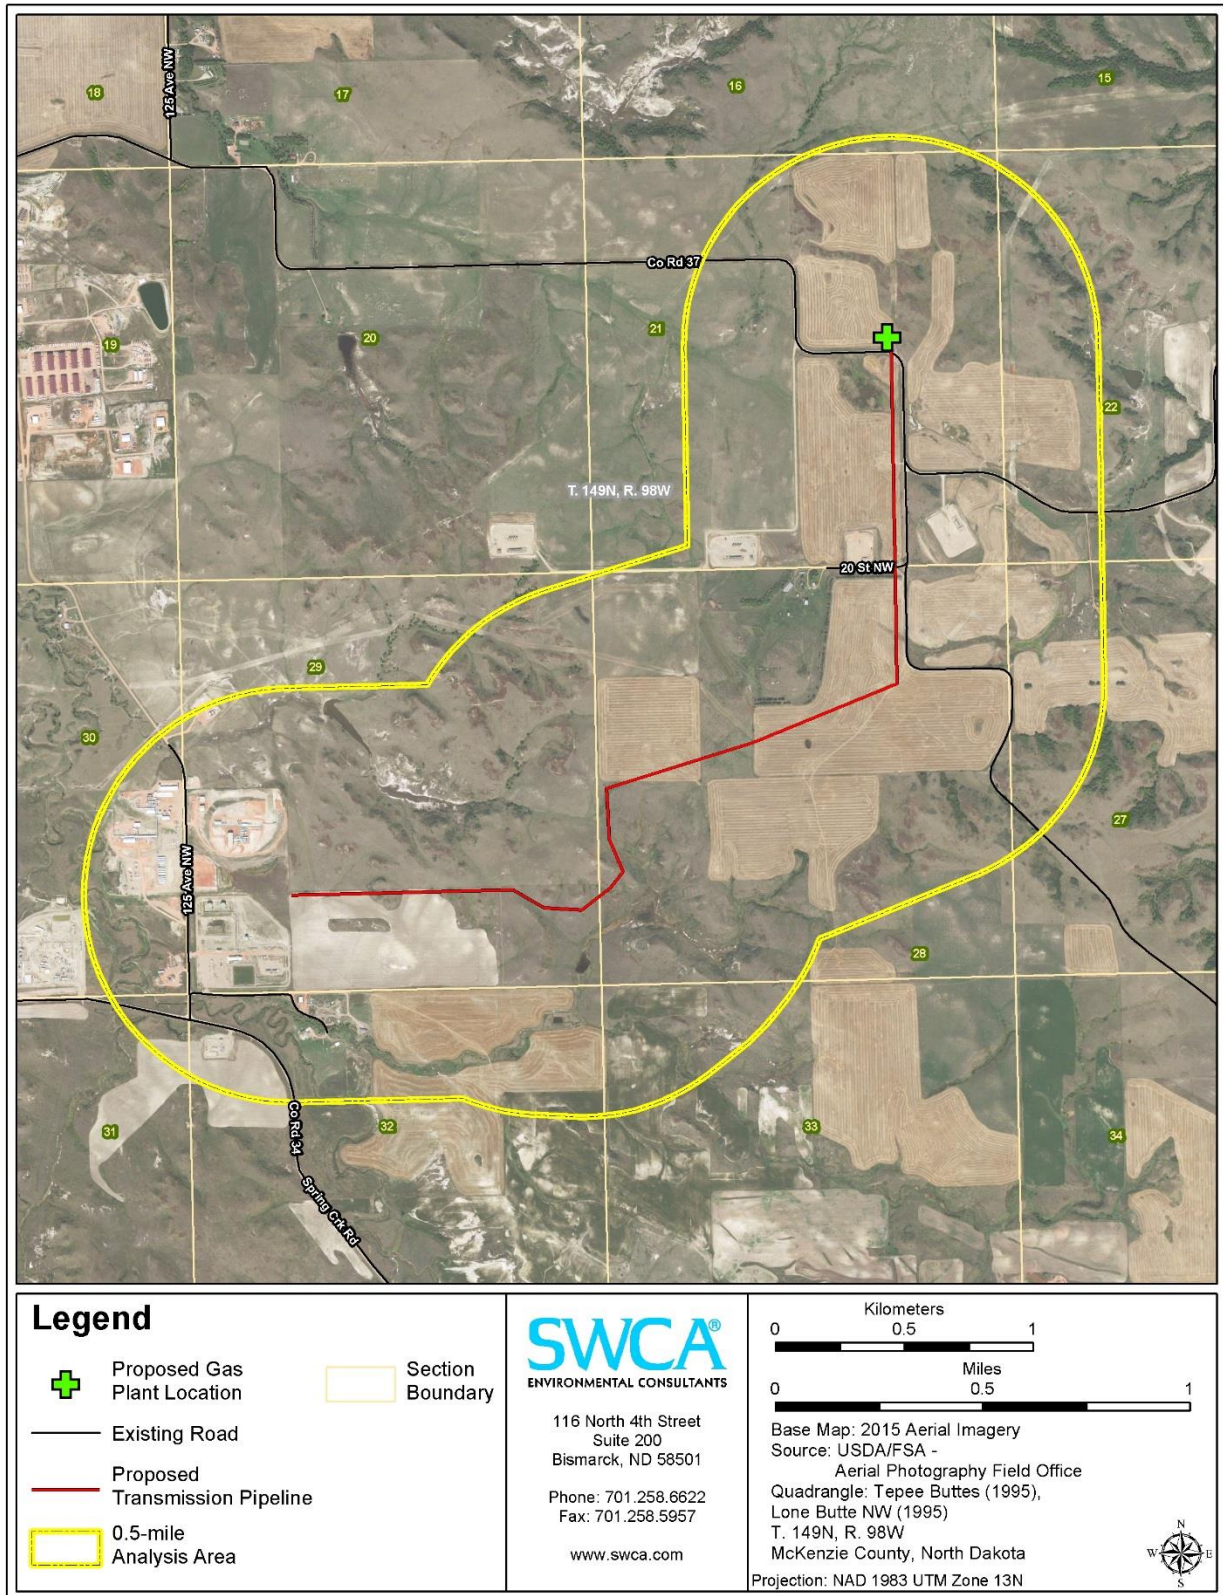 125 Ave NW
18
17
16
15
Co Rd 37
21
20
19
22
T. 149N, R. 98W
20 St NW
29
30
27
125 Ave NW
28
Co Rd 34
31
32
33
34
Spring Crk Rd
Legend
Proposed Gas
Plant Location
Section
Boundary
Existing Road
Proposed
Transmission Pipeline
0.5-mile
Analysis Area
SWCA®
ENVIRONMENTAL CONSULTANTS
116 North 4th Street
Suite 200
Bismarck, ND 58501
Phone: 701.258.6622
Fax: 701.258.5957
www.swca.com
Kilometers
0 0.5 1
Miles
0 0.5 1
Base Map: 2015 Aerial Imagery
Source: USDA/FSA -
Aerial Photography Field Office
Quadrangle: Tepee Buttes (1995),
Lone Butte NW (1995)
T. 149N, R. 98W
McKenzie County, North Dakota
Projection: NAD 1983 UTM Zone 13N
N
W E
S